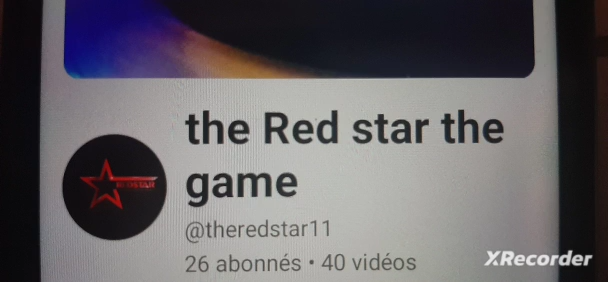 the Red star the
game
@theredstar11
26 abonnés • 40 vidéos
XRecorder